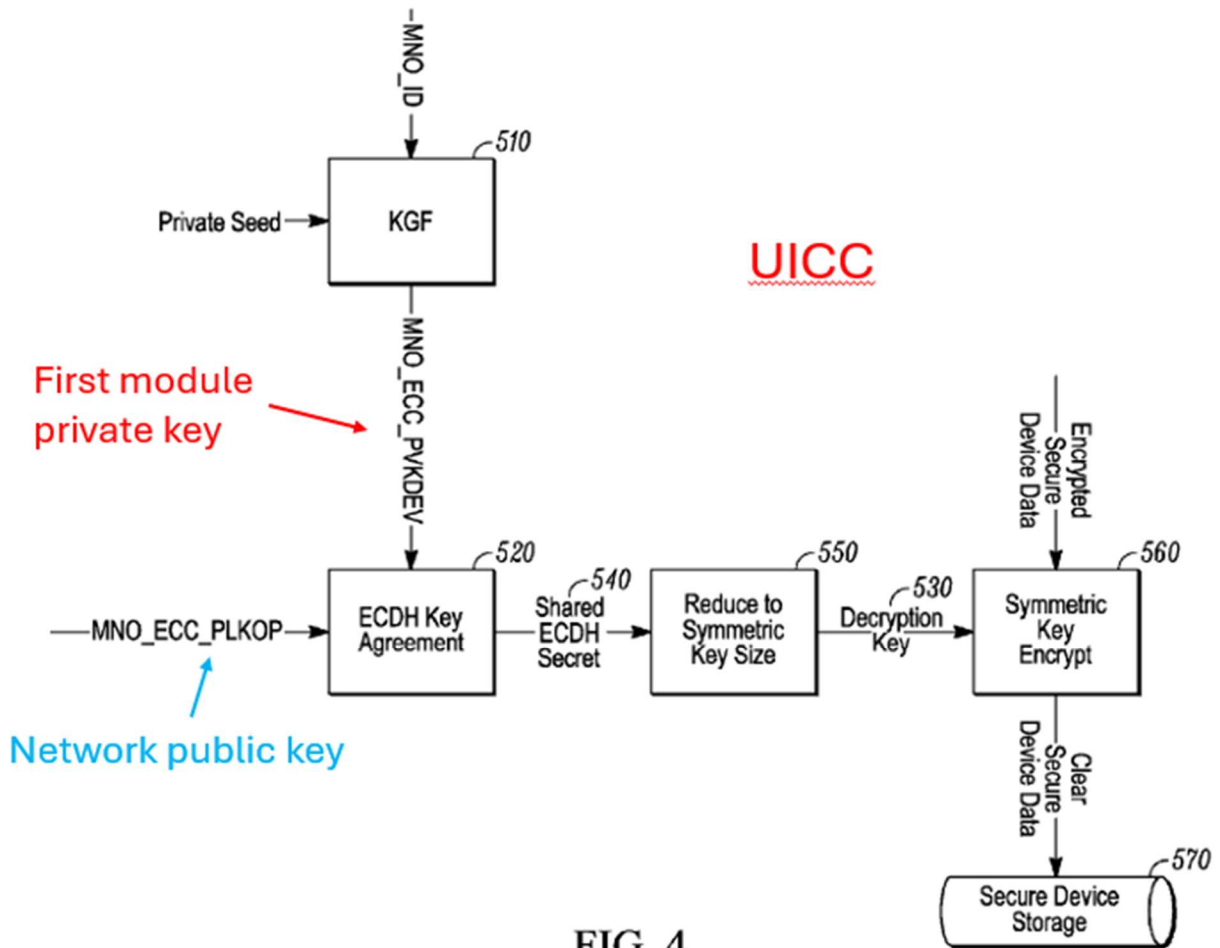 MNO_ID
510
Private Seed
KGF
UICC
First module
private key
MNO_ECC_PVKDEV
Encrypted
Secure
Device Data
520
540
550
530
560
MNO_ECC_PLKOP
ECDH Key
Agreement
Shared
ECDH
Secret
Reduce to
Symmetric
Key Size
Decryption
Key
Symmetric
Key
Encrypt
Network public key
Clear
Secure
Device Data
570
Secure Device
Storage
FIG. 4